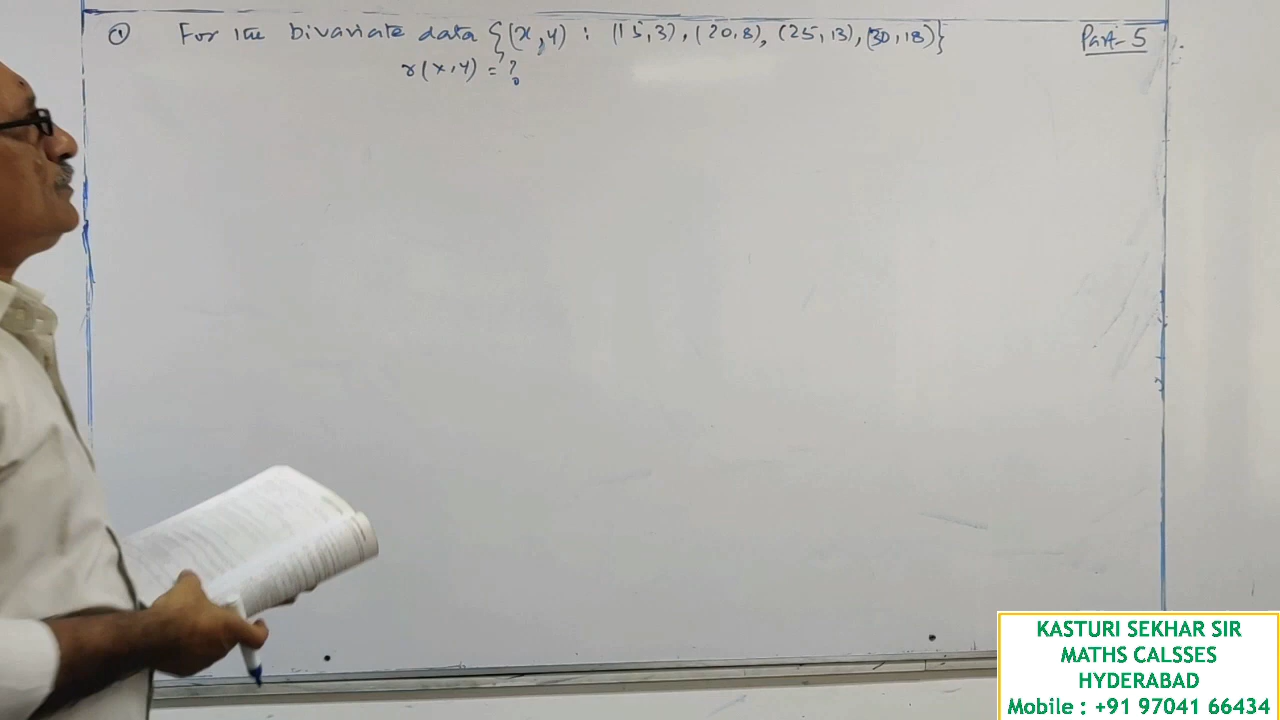 ① For the bivariate data {(x,y) : (15,3), (20,8), (25,13), (30,18)}
Part-5
r(x,y) = ?
KASTURI SEKHAR SIR
MATHS CALSSES
HYDERABAD
Mobile : +91 97041 66434